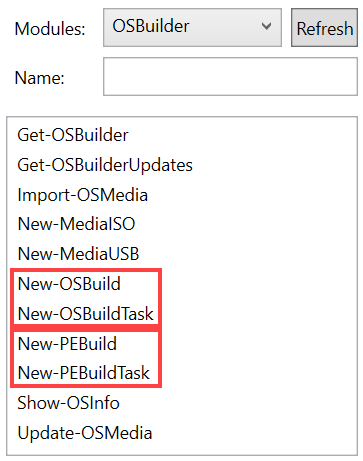 Modules: OSBuilder Refresh
Name:
Get-OSBuilder
Get-OSBuilderUpdates
Import-OSMedia
New-MediaISO
New-MediaUSB
New-OSBuild
New-OSBuildTask
New-PEBuild
New-PEBuildTask
Show-OSInfo
Update-OSMedia